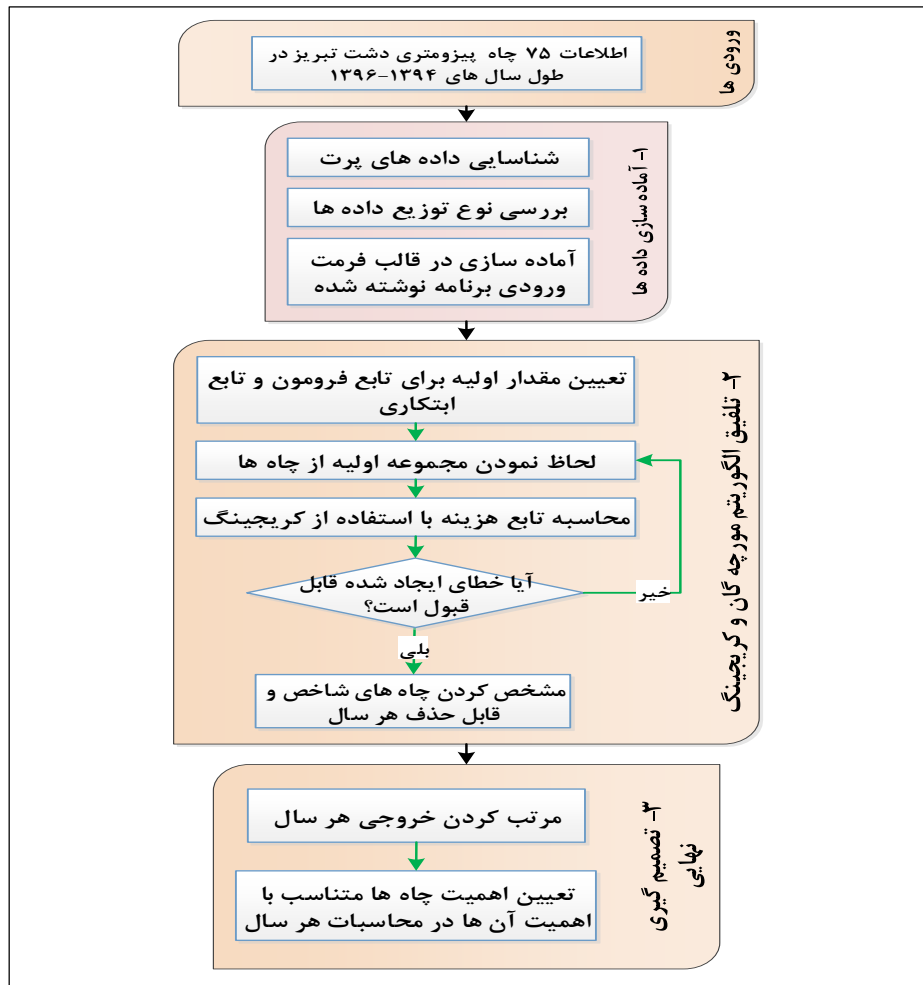 ورودی ها
اطلاعات ۷۵ چاه پیزومتری دشت تبریز در
طول سال های ۱۳۹۴-۱۳۹۶
۱- آماده سازی داده ها
شناسایی داده های پرت
بررسی نوع توزیع داده ها
آماده سازی در قالب فرمت
ورودی برنامه نوشته شده
۲- تلفیق الگوریتم مورچه گان و کریجینگ
تعیین مقدار اولیه برای تابع فرومون و تابع
ابتکاری
لحاظ نمودن مجموعه اولیه از چاه ها
محاسبه تابع هزینه با استفاده از کریجینگ
آیا خطای ایجاد شده قابل
قبول است؟
خیر
بلی
مشخص کردن چاه های شاخص و
قابل حذف هر سال
۳- تصمیم گیری
نهایی
مرتب کردن خروجی هر سال
تعیین اهمیت چاه ها متناسب با
اهمیت آن ها در محاسبات هر سال